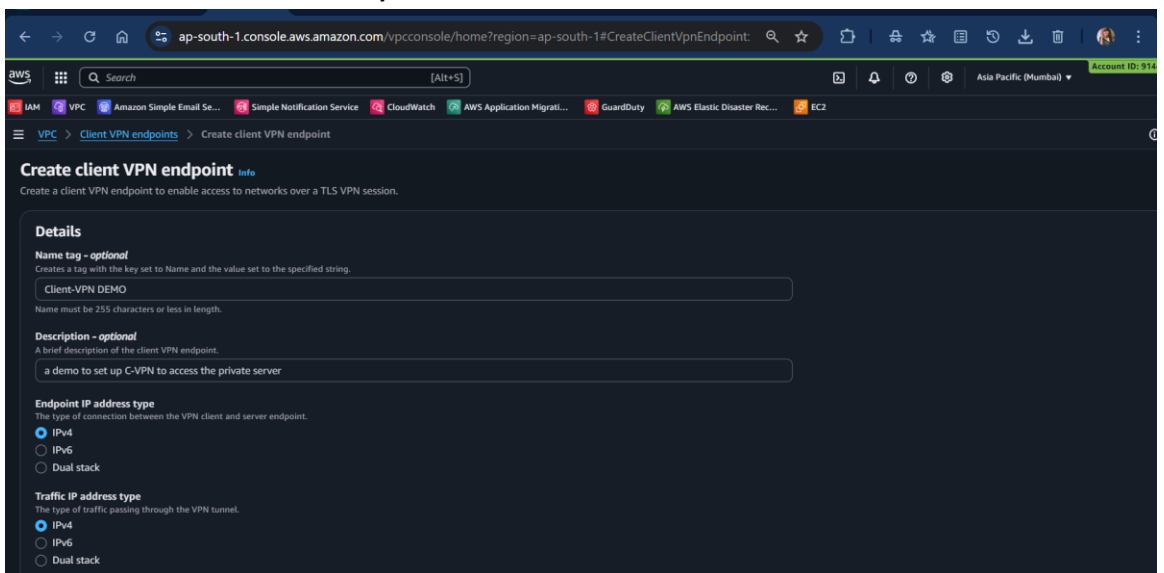 ap-south-1.console.aws.amazon.com/vpcconsole/home?region=ap-south-1#CreateClientVpnEndpoint:
aws Search [Alt+S] Asia Pacific (Mumbai) Account ID: 914
IAM VPC Amazon Simple Email Se... Simple Notification Service CloudWatch AWS Application Migrati... GuardDuty AWS Elastic Disaster Rec... EC2
VPC > Client VPN endpoints > Create client VPN endpoint
Create client VPN endpoint Info
Create a client VPN endpoint to enable access to networks over a TLS VPN session.
Details
Name tag - optional
Creates a tag with the key set to Name and the value set to the specified string.
Client-VPN DEMO
Name must be 255 characters or less in length.
Description - optional
A brief description of the client VPN endpoint.
a demo to set up C-VPN to access the private server
Endpoint IP address type
The type of connection between the VPN client and server endpoint.
IPv4
IPv6
Dual stack
Traffic IP address type
The type of traffic passing through the VPN tunnel.
IPv4
IPv6
Dual stack